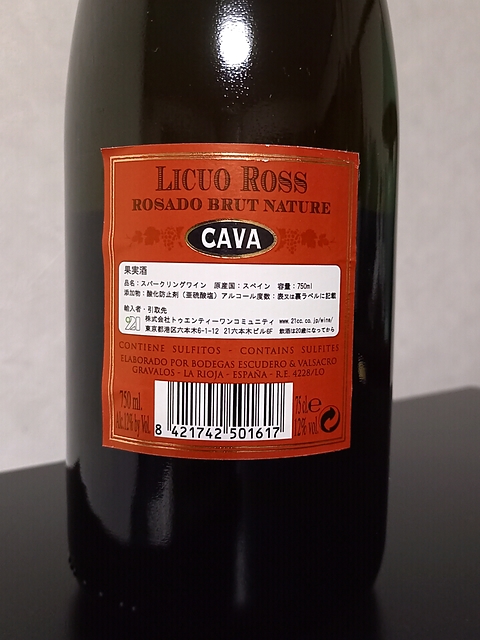 LICUO ROSS
ROSADO BRUT NATURE
CAVA
果実酒
品名：スパークリングワイン 原産国：スペイン 容量：750ml
添加物：酸化防止剤（亜硫酸塩）アルコール度数：表又は裏ラベルに記載
輸入者・引取先
21 株式会社トゥエンティーワンコミュニティ www.21cc.co.jp/wine/
東京都港区六本木6-1-12 21六本木ビル6F 飲酒は20歳になってから
CONTIENE SULFITOS - CONTAINS SULFITES
ELABORADO POR BODEGAS ESCUDERO & VALSACRO
GRAVALOS - LA RIOJA - ESPAÑA - R.E. 4228/LO
750 ml.
Alc.12% by Vol.
8 421742 501617
75 cl e
12% vol.